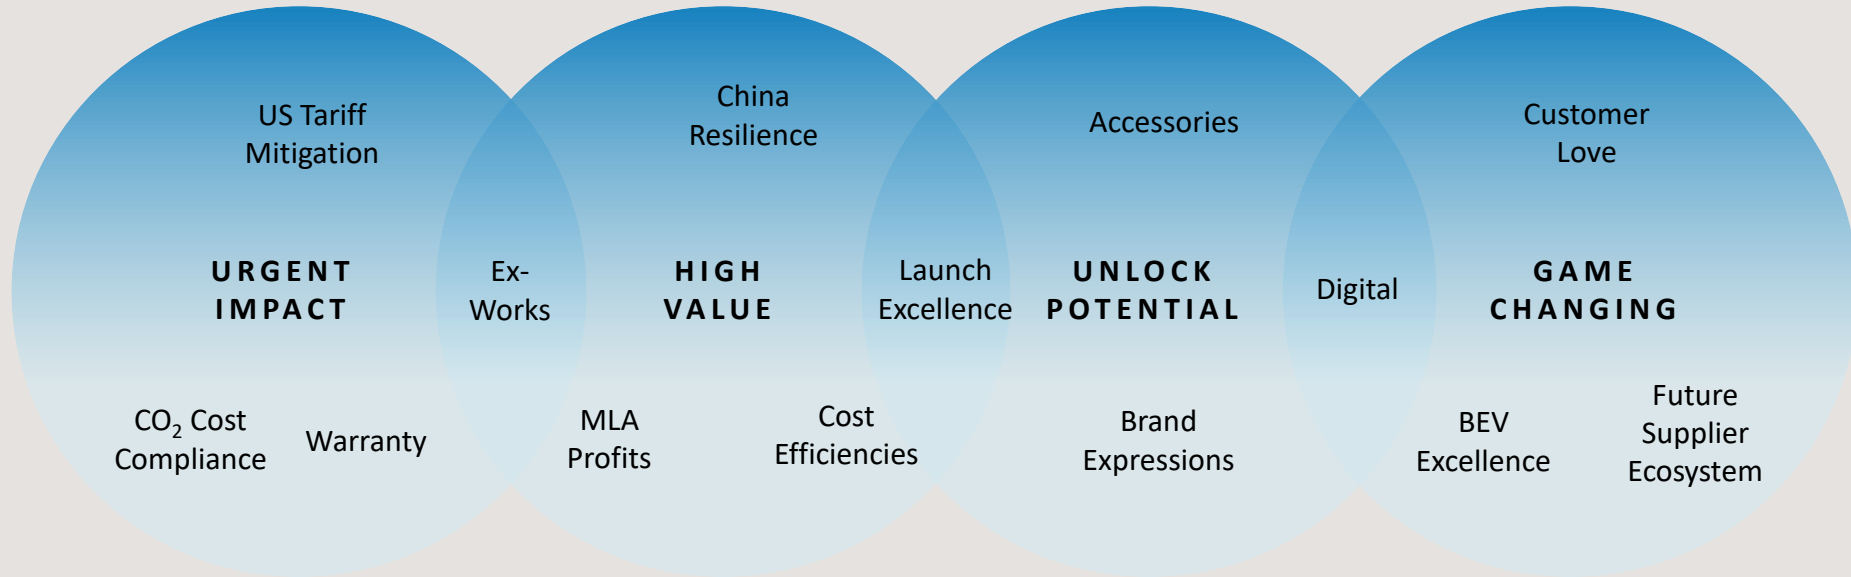 US Tariff
Mitigation
URGENT
IMPACT
CO₂ Cost
Compliance
Warranty
Ex-
Works
China
Resilience
HIGH
VALUE
MLA
Profits
Cost
Efficiencies
Launch
Excellence
Accessories
UNLOCK
POTENTIAL
Brand
Expressions
Digital
Customer
Love
GAME
CHANGING
BEV
Excellence
Future
Supplier
Ecosystem